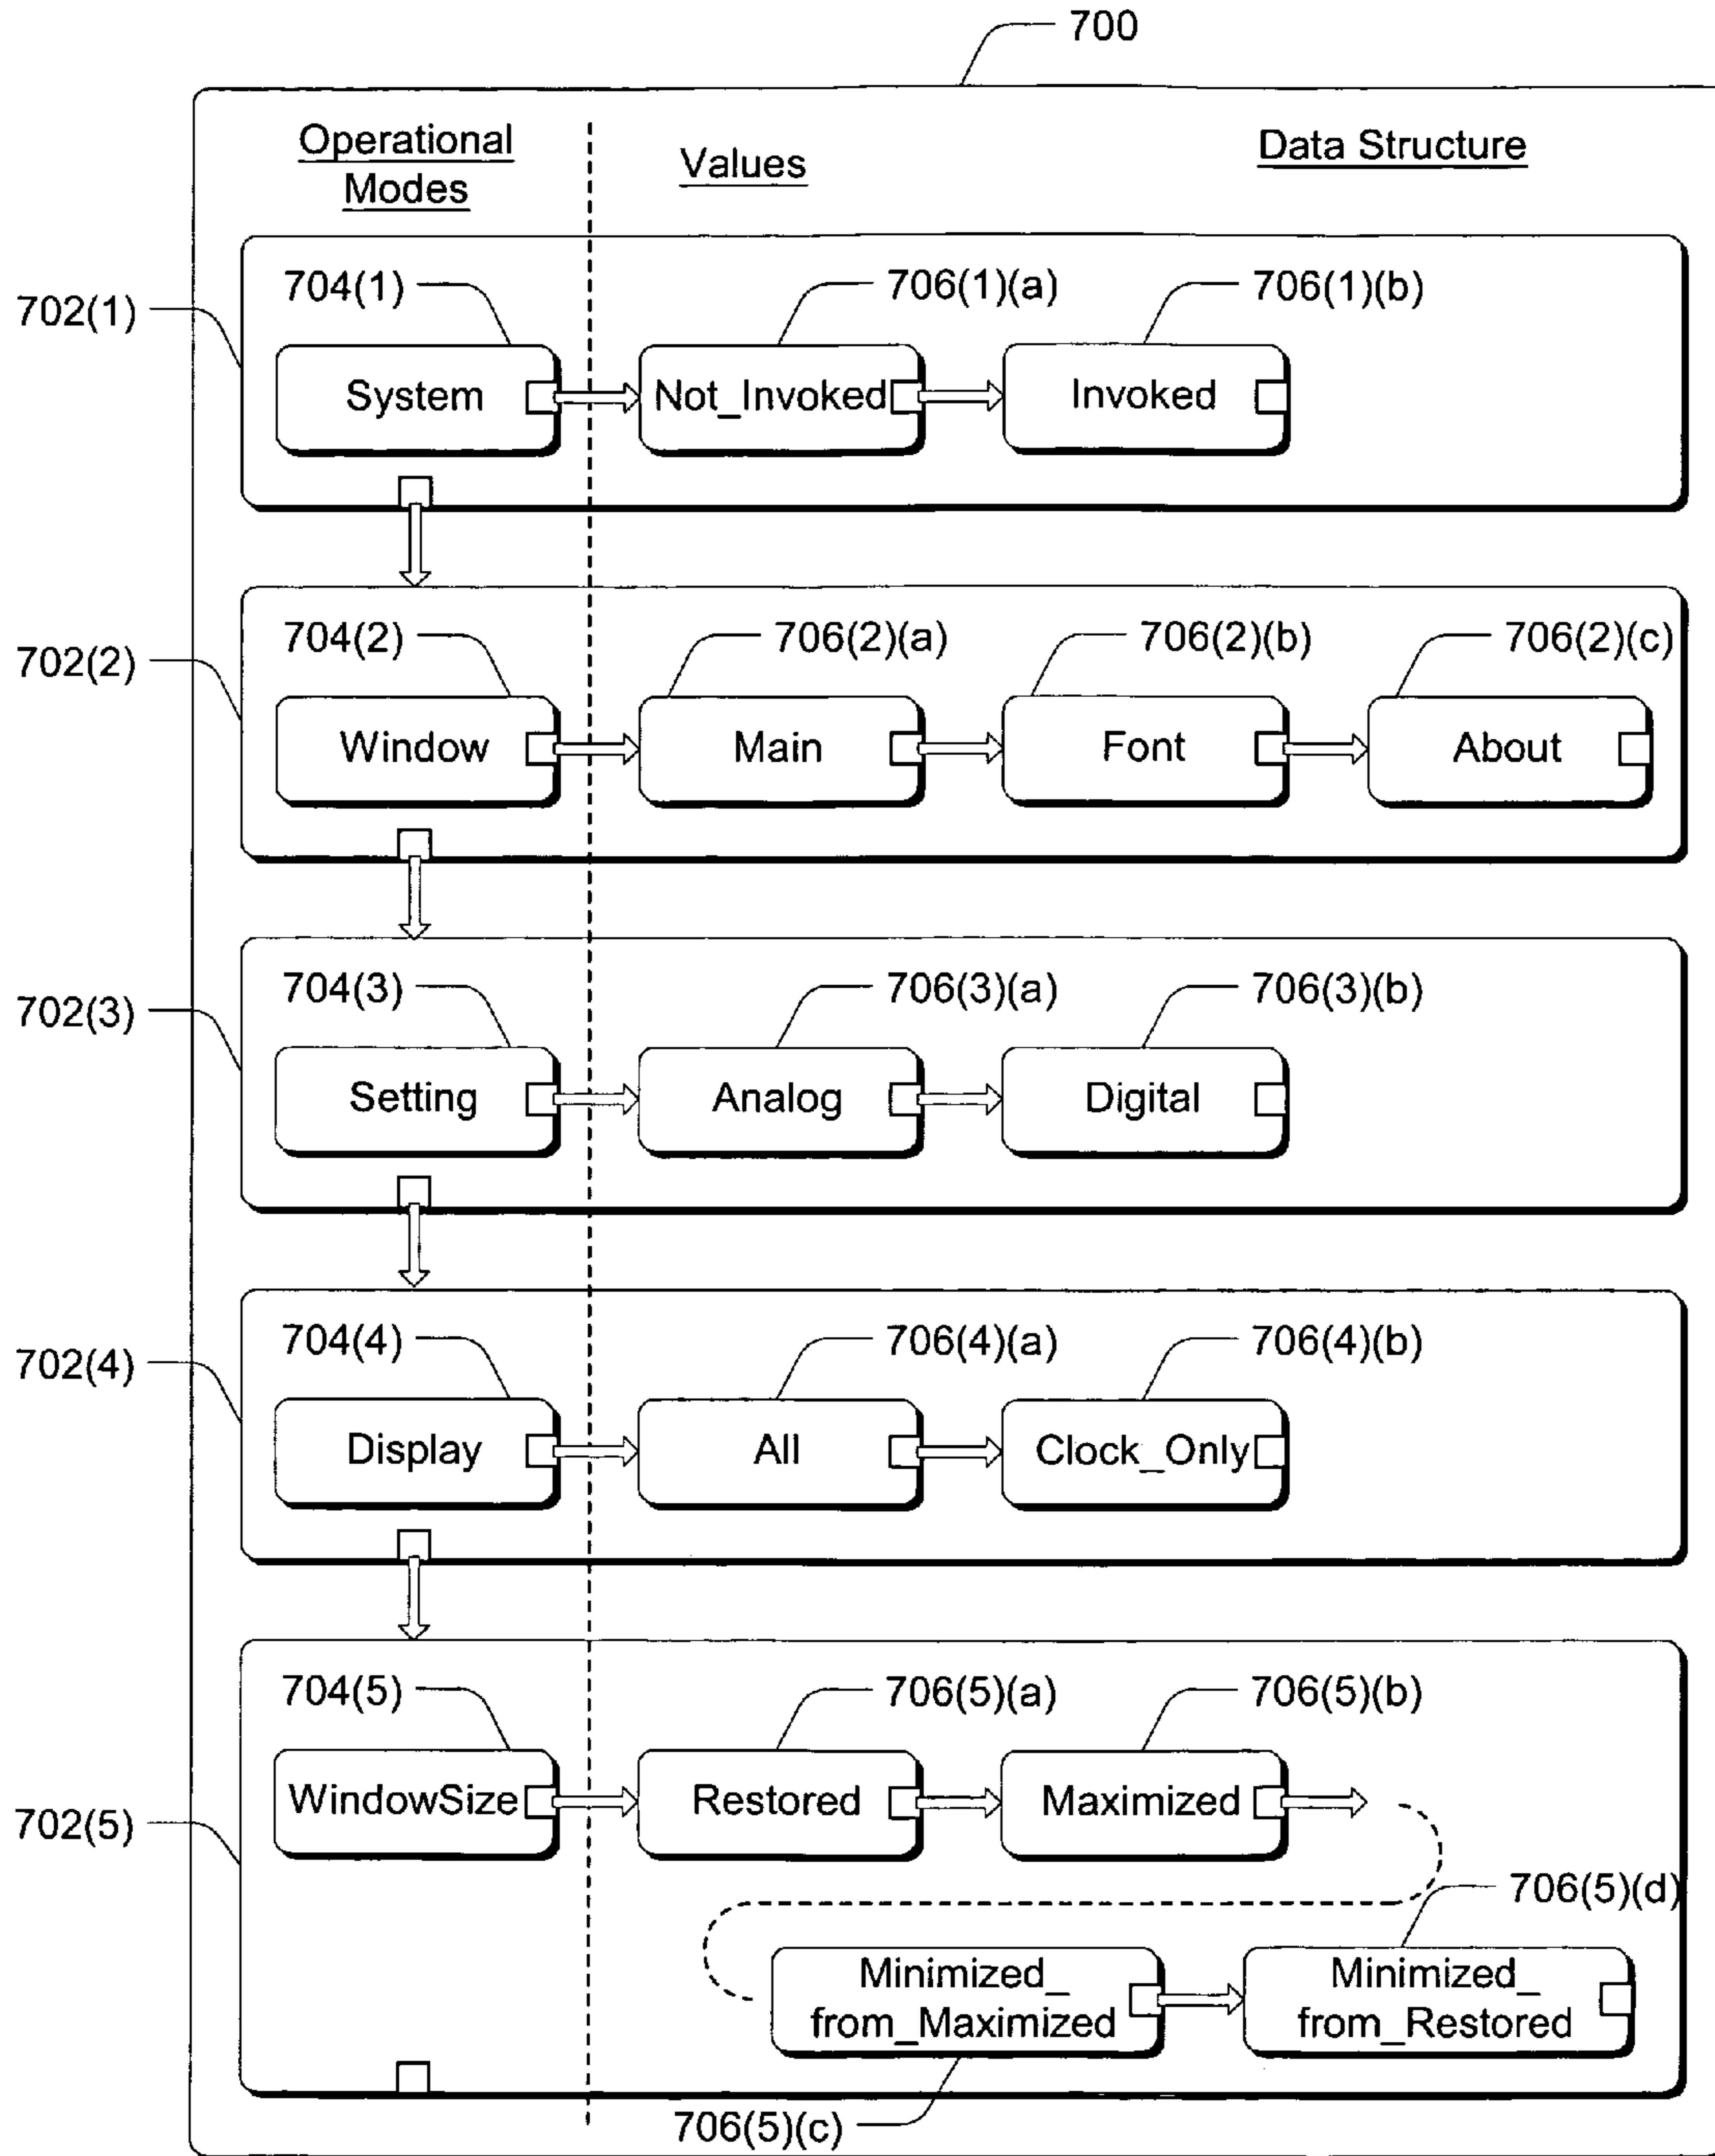 700
Operational
Modes
Values
Data Structure
702(1)
704(1)
706(1)(a)
706(1)(b)
System
Not_Invoked
Invoked
702(2)
704(2)
706(2)(a)
706(2)(b)
706(2)(c)
Window
Main
Font
About
702(3)
704(3)
706(3)(a)
706(3)(b)
Setting
Analog
Digital
702(4)
704(4)
706(4)(a)
706(4)(b)
Display
All
Clock_Only
702(5)
704(5)
706(5)(a)
706(5)(b)
WindowSize
Restored
Maximized
706(5)(d)
Minimized_
from_Maximized
Minimized_
from_Restored
706(5)(c)